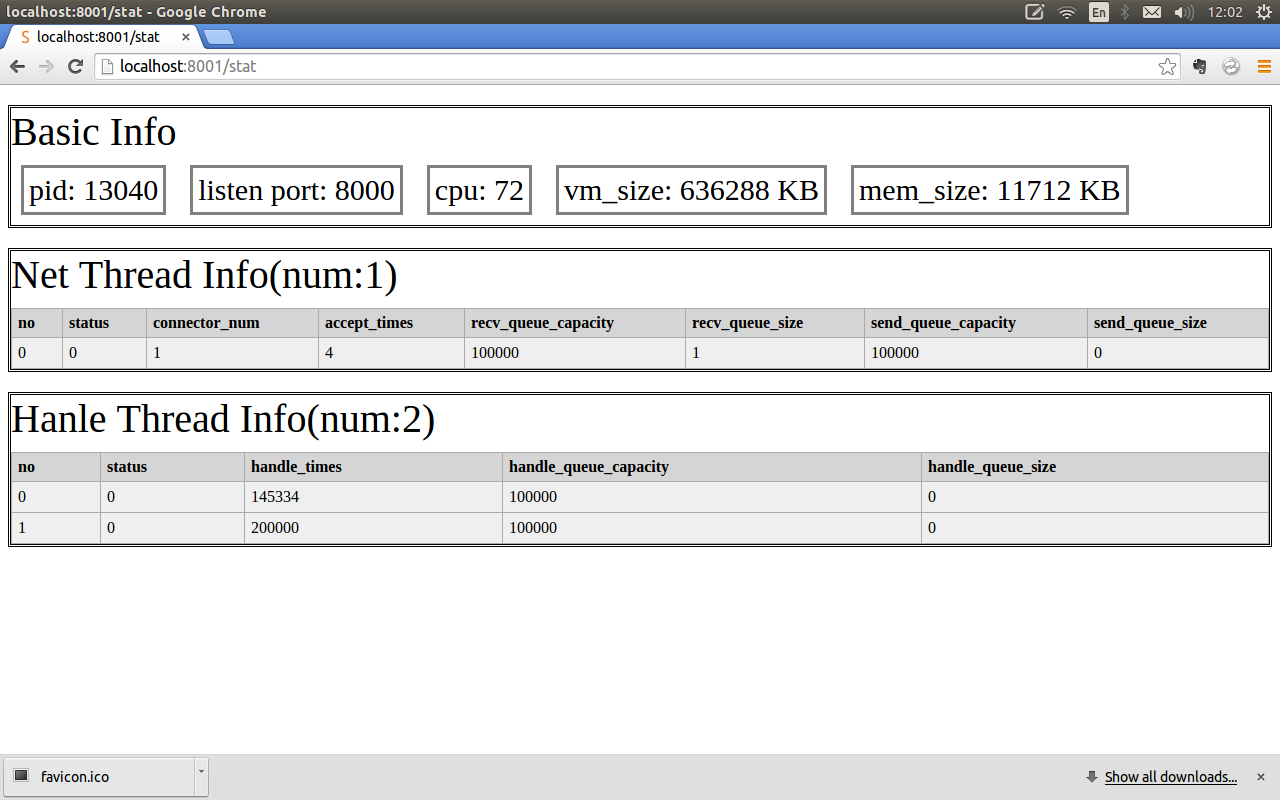 localhost:8001/stat - Google Chrome En 12:02
localhost:8001/stat
localhost:8001/stat
Basic Info
pid: 13040 listen port: 8000 cpu: 72 vm_size: 636288 KB mem_size: 11712 KB
Net Thread Info(num:1)
no status connector_num accept_times recv_queue_capacity recv_queue_size send_queue_capacity send_queue_size
0 0 1 4 100000 1 100000 0
Hanle Thread Info(num:2)
no status handle_times handle_queue_capacity handle_queue_size
0 0 145334 100000 0
1 0 200000 100000 0
favicon.ico Show all downloads...